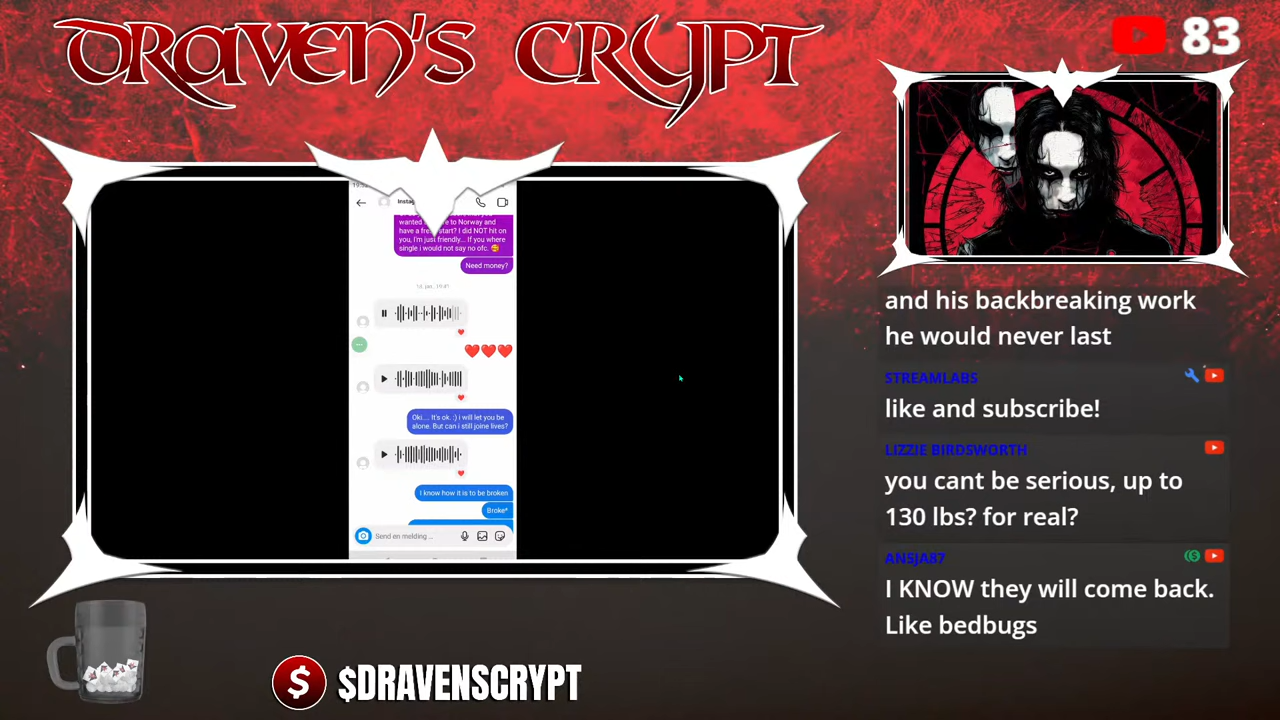 DRAVEN'S CRYPT
83
wanted
to Norway and
have a fre
start? I did NOT hit on
you, I'm just friendly... If you where
single i would not say no ofc. 🥰
Need money?
❤️❤️❤️
Oki.... It's ok. :) i will let you be
alone. But can i still joine lives?
I know how it is to be broken
Broke*
Send en melding ...
and his backbreaking work
he would never last
STREAMLABS
like and subscribe!
LIZZIE BIRDSWORTH
you cant be serious, up to
130 lbs? for real?
ANSJA87
I KNOW they will come back.
Like bedbugs
$ $DRAVENSCRYPT